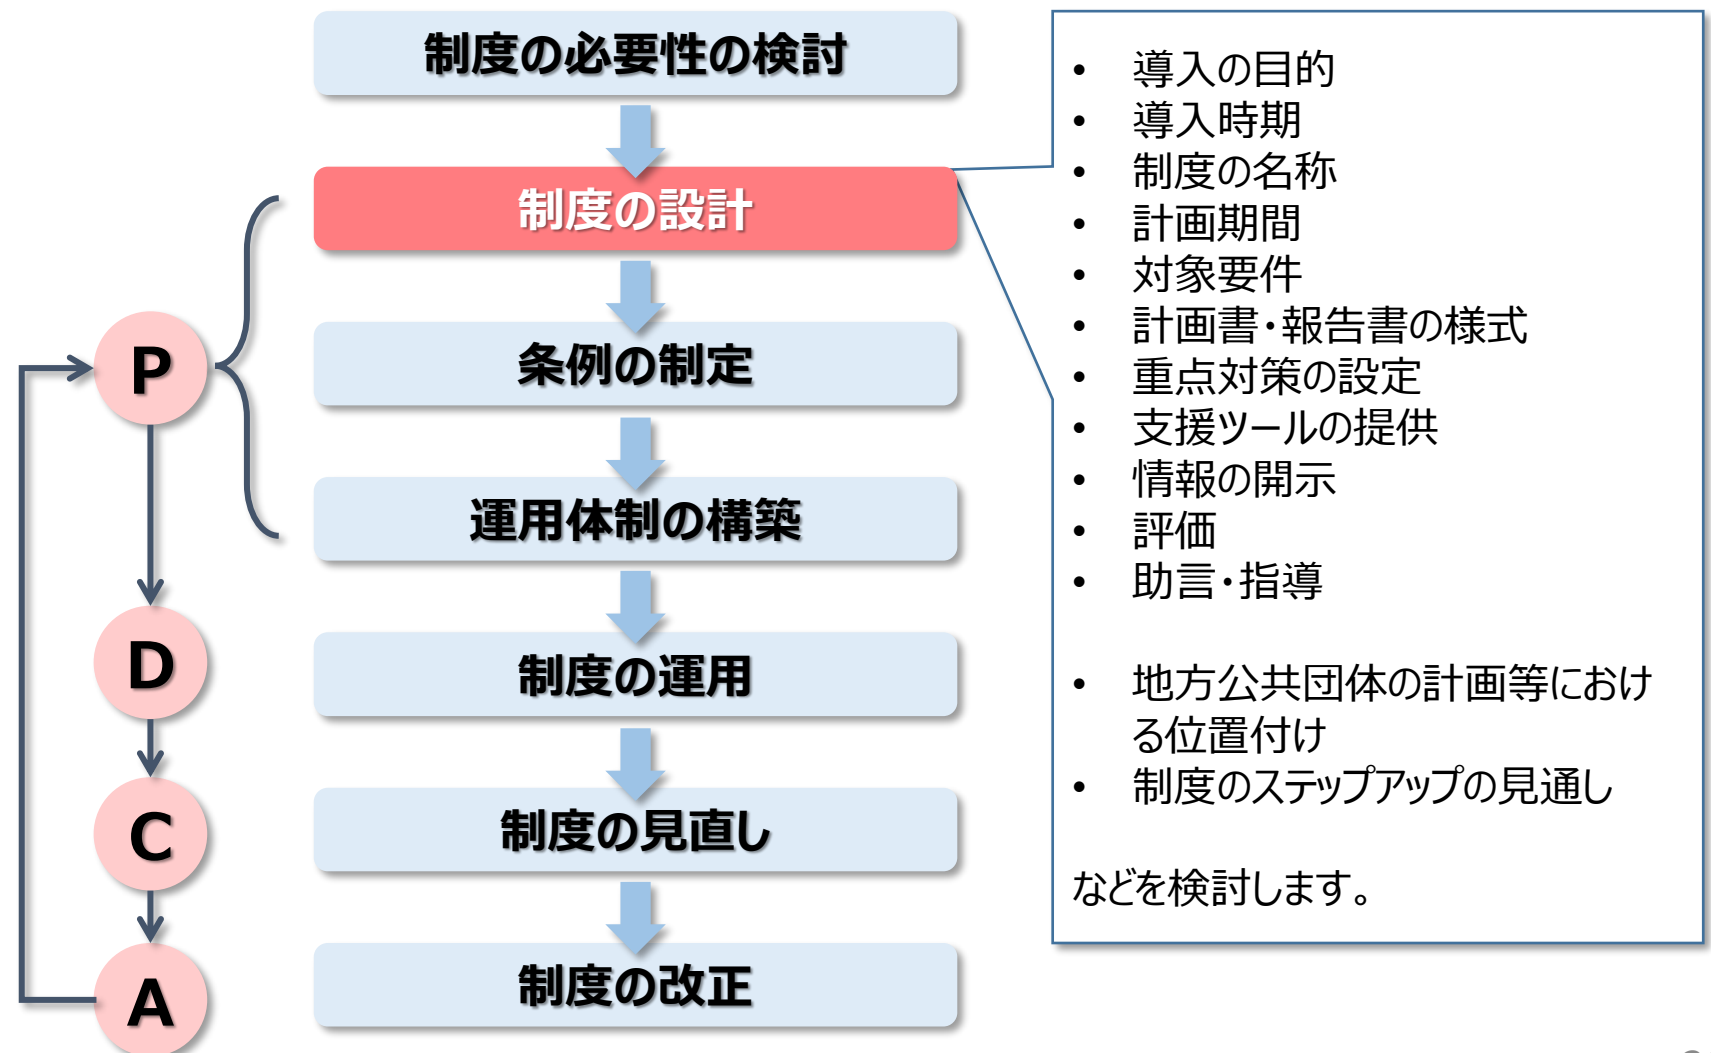 制度の必要性の検討
制度の設計
条例の制定
運用体制の構築
制度の運用
制度の見直し
制度の改正
P
D
C
A
• 導入の目的
• 導入時期
• 制度の名称
• 計画期間
• 対象要件
• 計画書・報告書の様式
• 重点対策の設定
• 支援ツールの提供
• 情報の開示
• 評価
• 助言・指導
• 地方公共団体の計画等におけ
る位置付け
• 制度のステップアップの見通し
などを検討します。